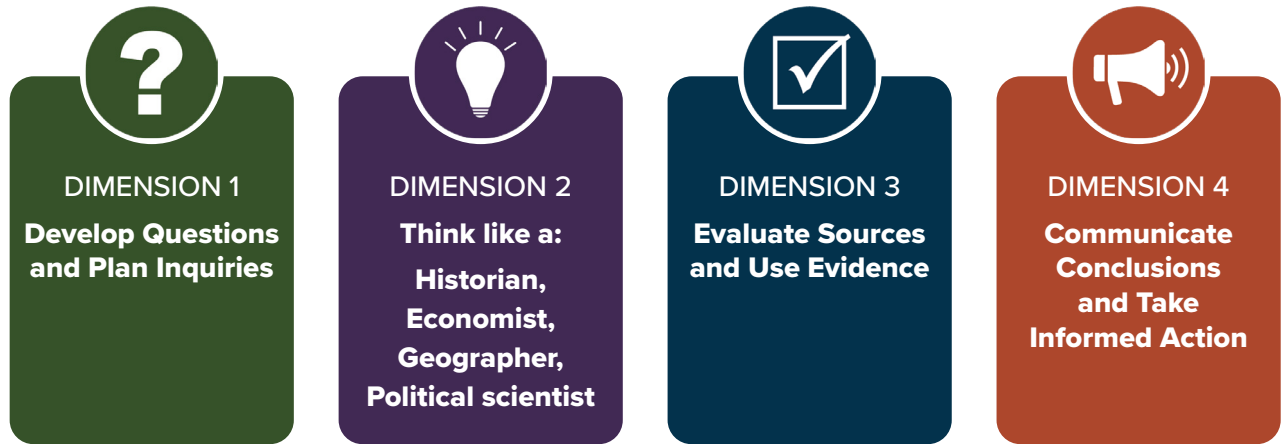 DIMENSION 1
Develop Questions
and Plan Inquiries
DIMENSION 2
Think like a:
Historian,
Economist,
Geographer,
Political scientist
DIMENSION 3
Evaluate Sources
and Use Evidence
DIMENSION 4
Communicate
Conclusions
and Take
Informed Action